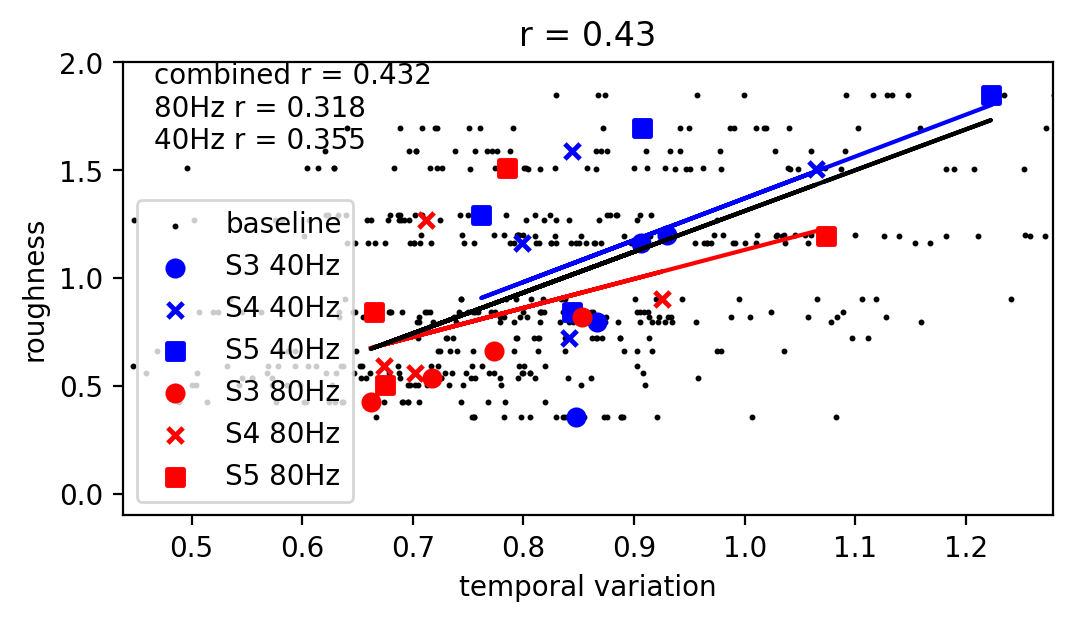 r = 0.43
combined r = 0.432
80Hz r = 0.318
40Hz r = 0.355
baseline
S3 40Hz
S4 40Hz
S5 40Hz
S3 80Hz
S4 80Hz
S5 80Hz
roughness
2.0
1.5
1.0
0.5
0.0
0.5 0.6 0.7 0.8 0.9 1.0 1.1 1.2
temporal variation